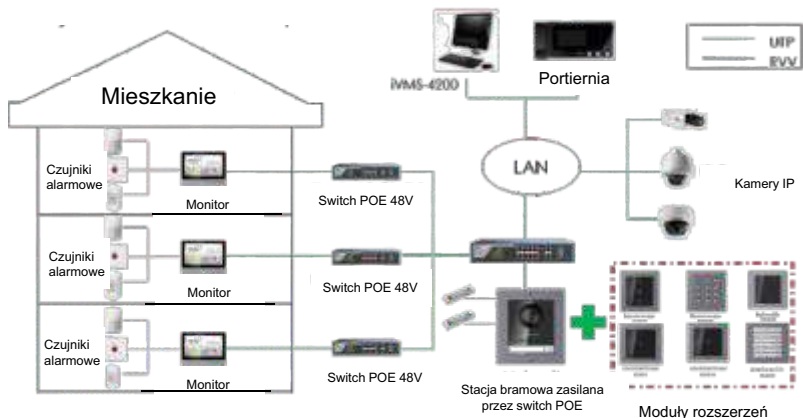 Mieszkanie
iVMS-4200
Portiernia
UTP
RVV
LAN
Kamery IP
Czujniki
alarmowe
Monitor
Switch POE 48V
Czujniki
alarmowe
Monitor
Switch POE 48V
Czujniki
alarmowe
Monitor
Switch POE 48V
Stacja bramowa zasilana
przez switch POE
Moduły rozszerzeń